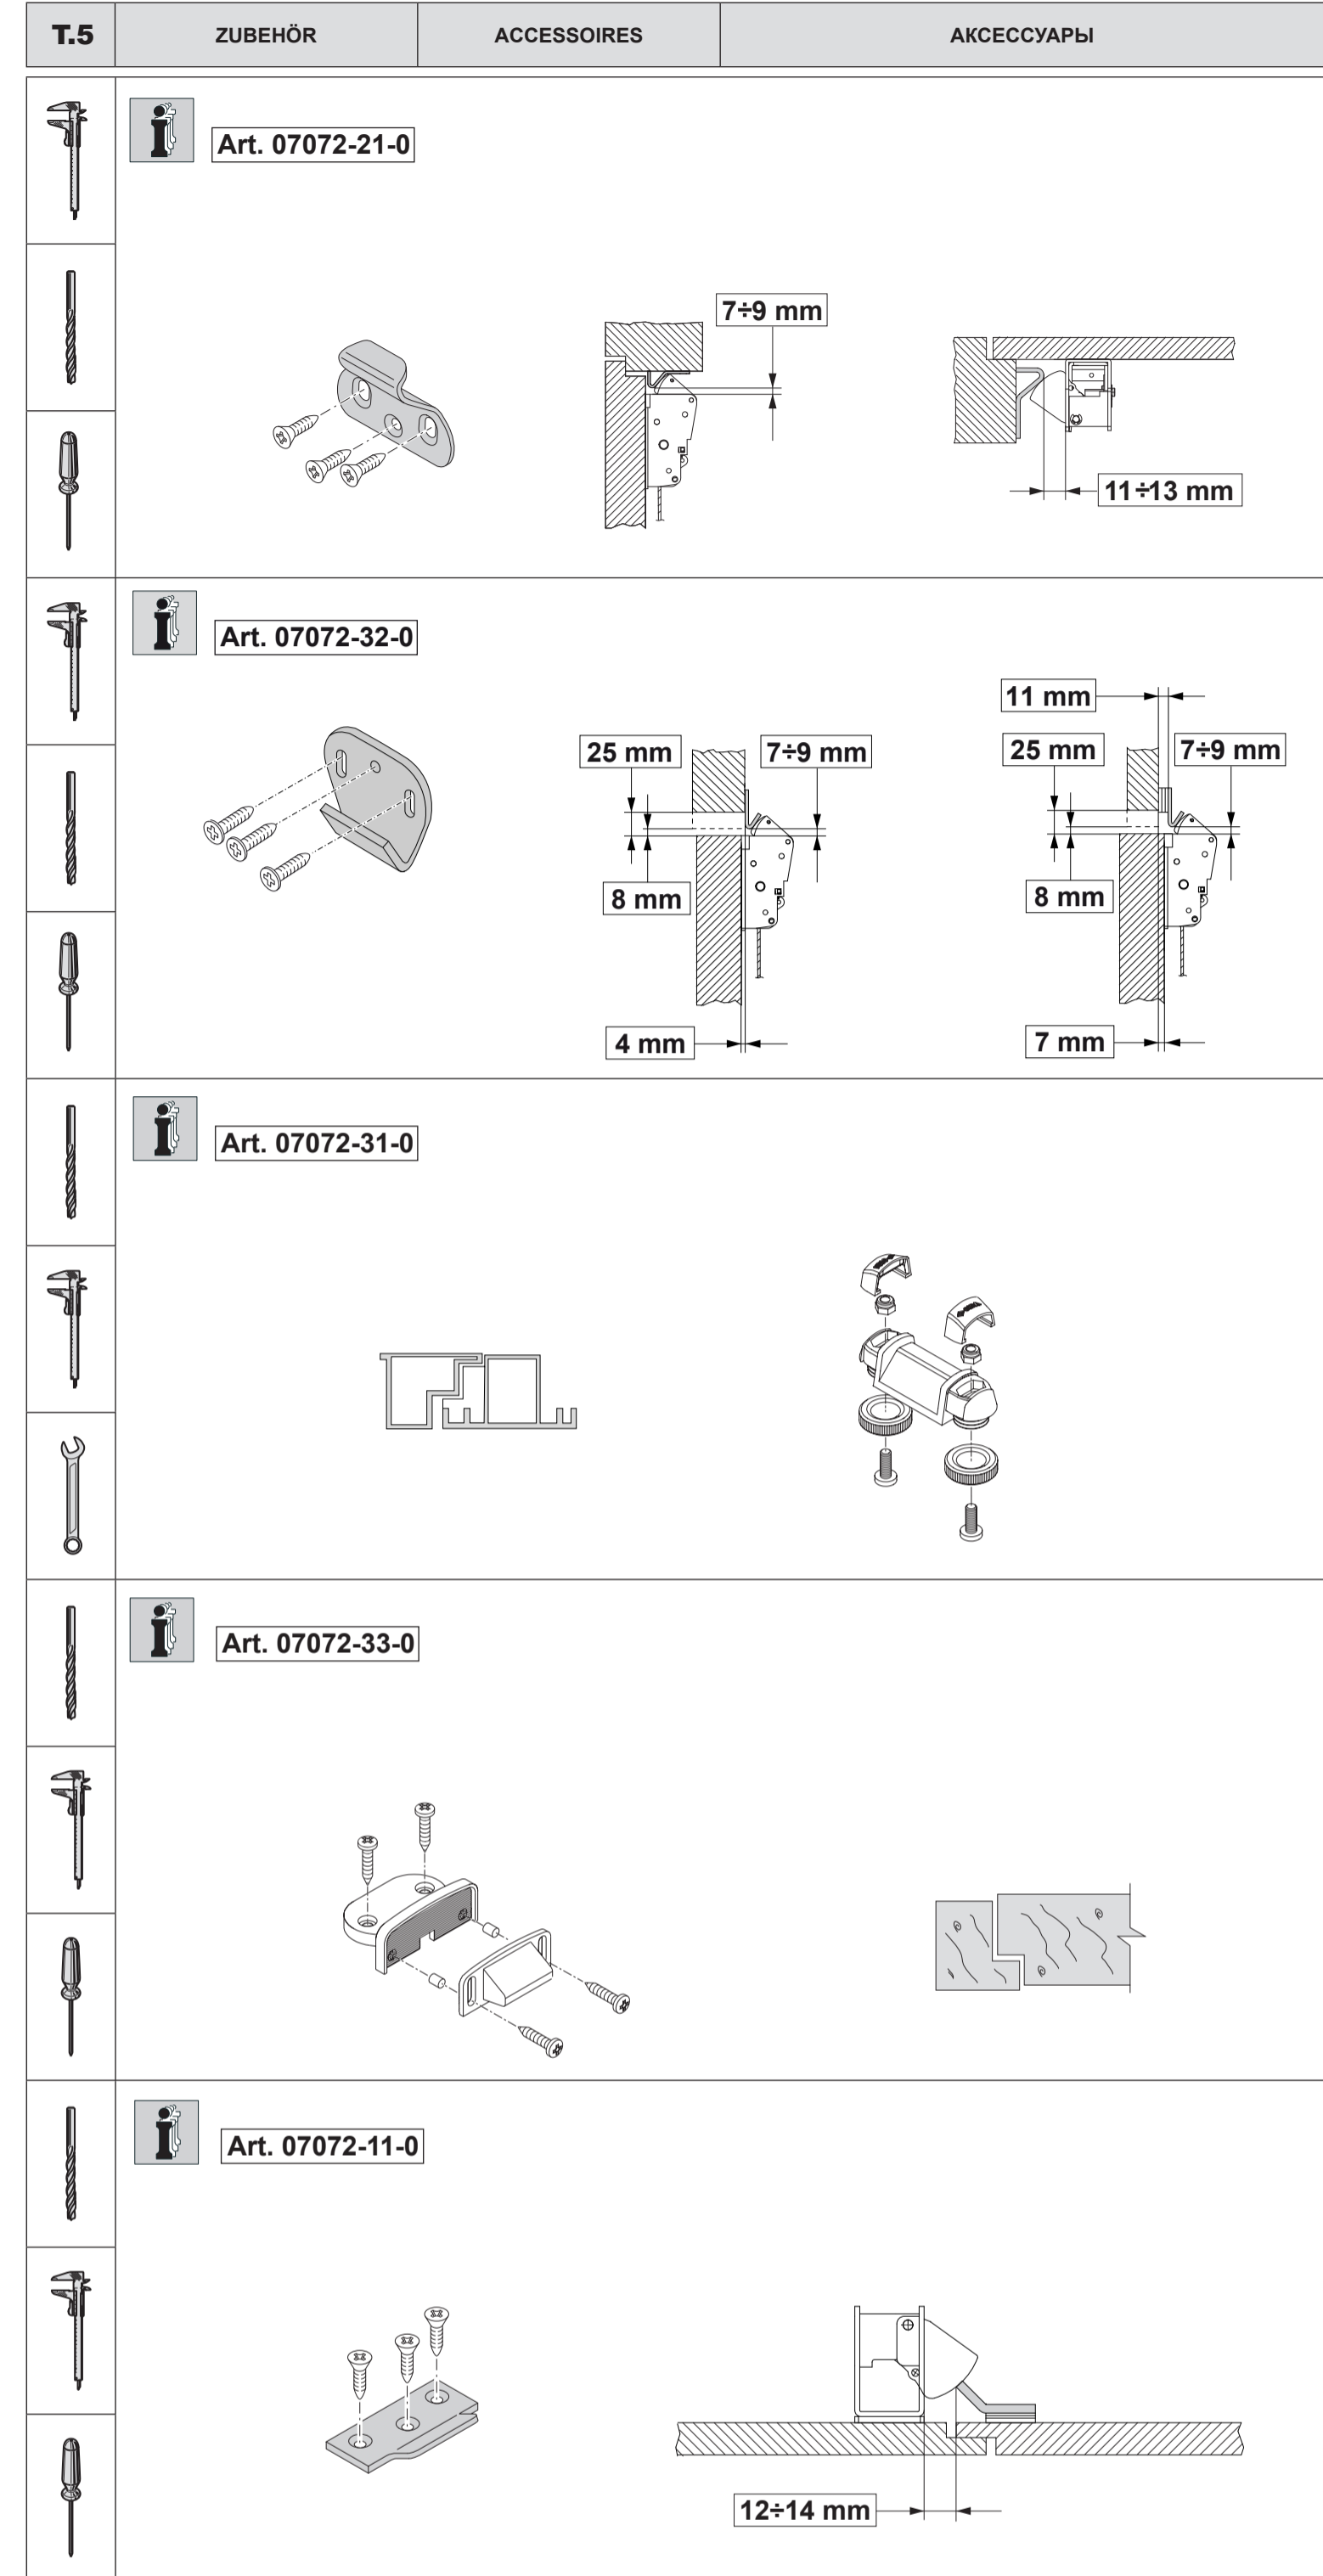 T.5 ZUBEHÖR ACCESSOIRES АКСЕССУАРЫ
Art. 07072-21-0
7÷9 mm
11÷13 mm
Art. 07072-32-0
25 mm
7÷9 mm
8 mm
4 mm
11 mm
25 mm
7÷9 mm
8 mm
7 mm
Art. 07072-31-0
Art. 07072-33-0
Art. 07072-11-0
12÷14 mm